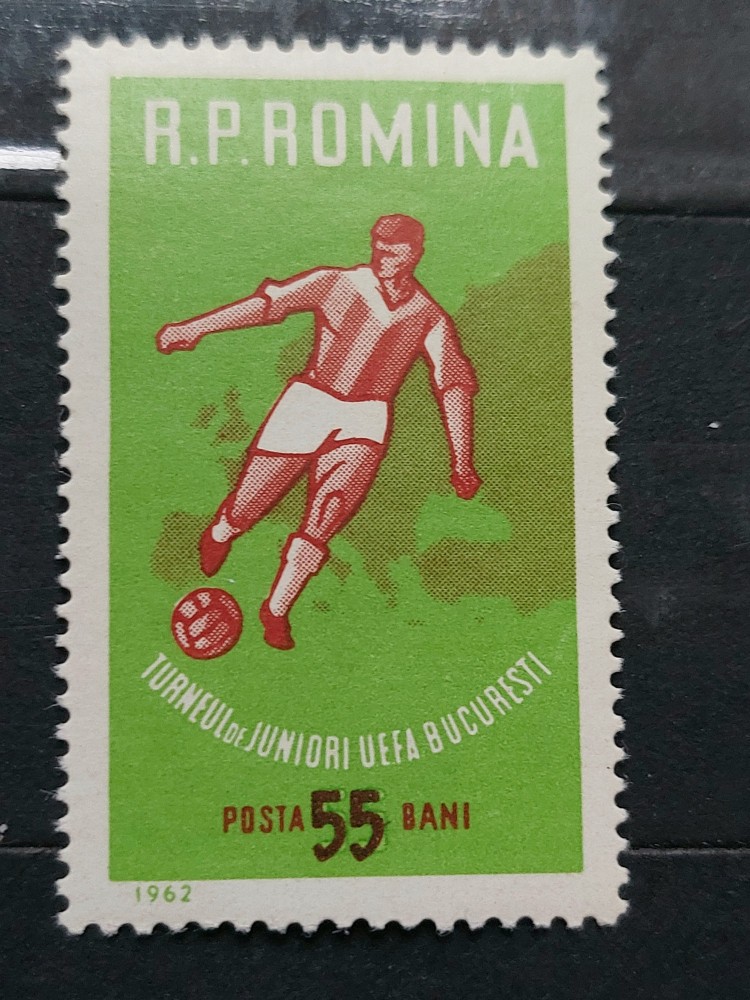 R.P.ROMINA
TURNEUL DE JUNIORI UEFA BUCURESTI
POSTA 55 BANI
1962